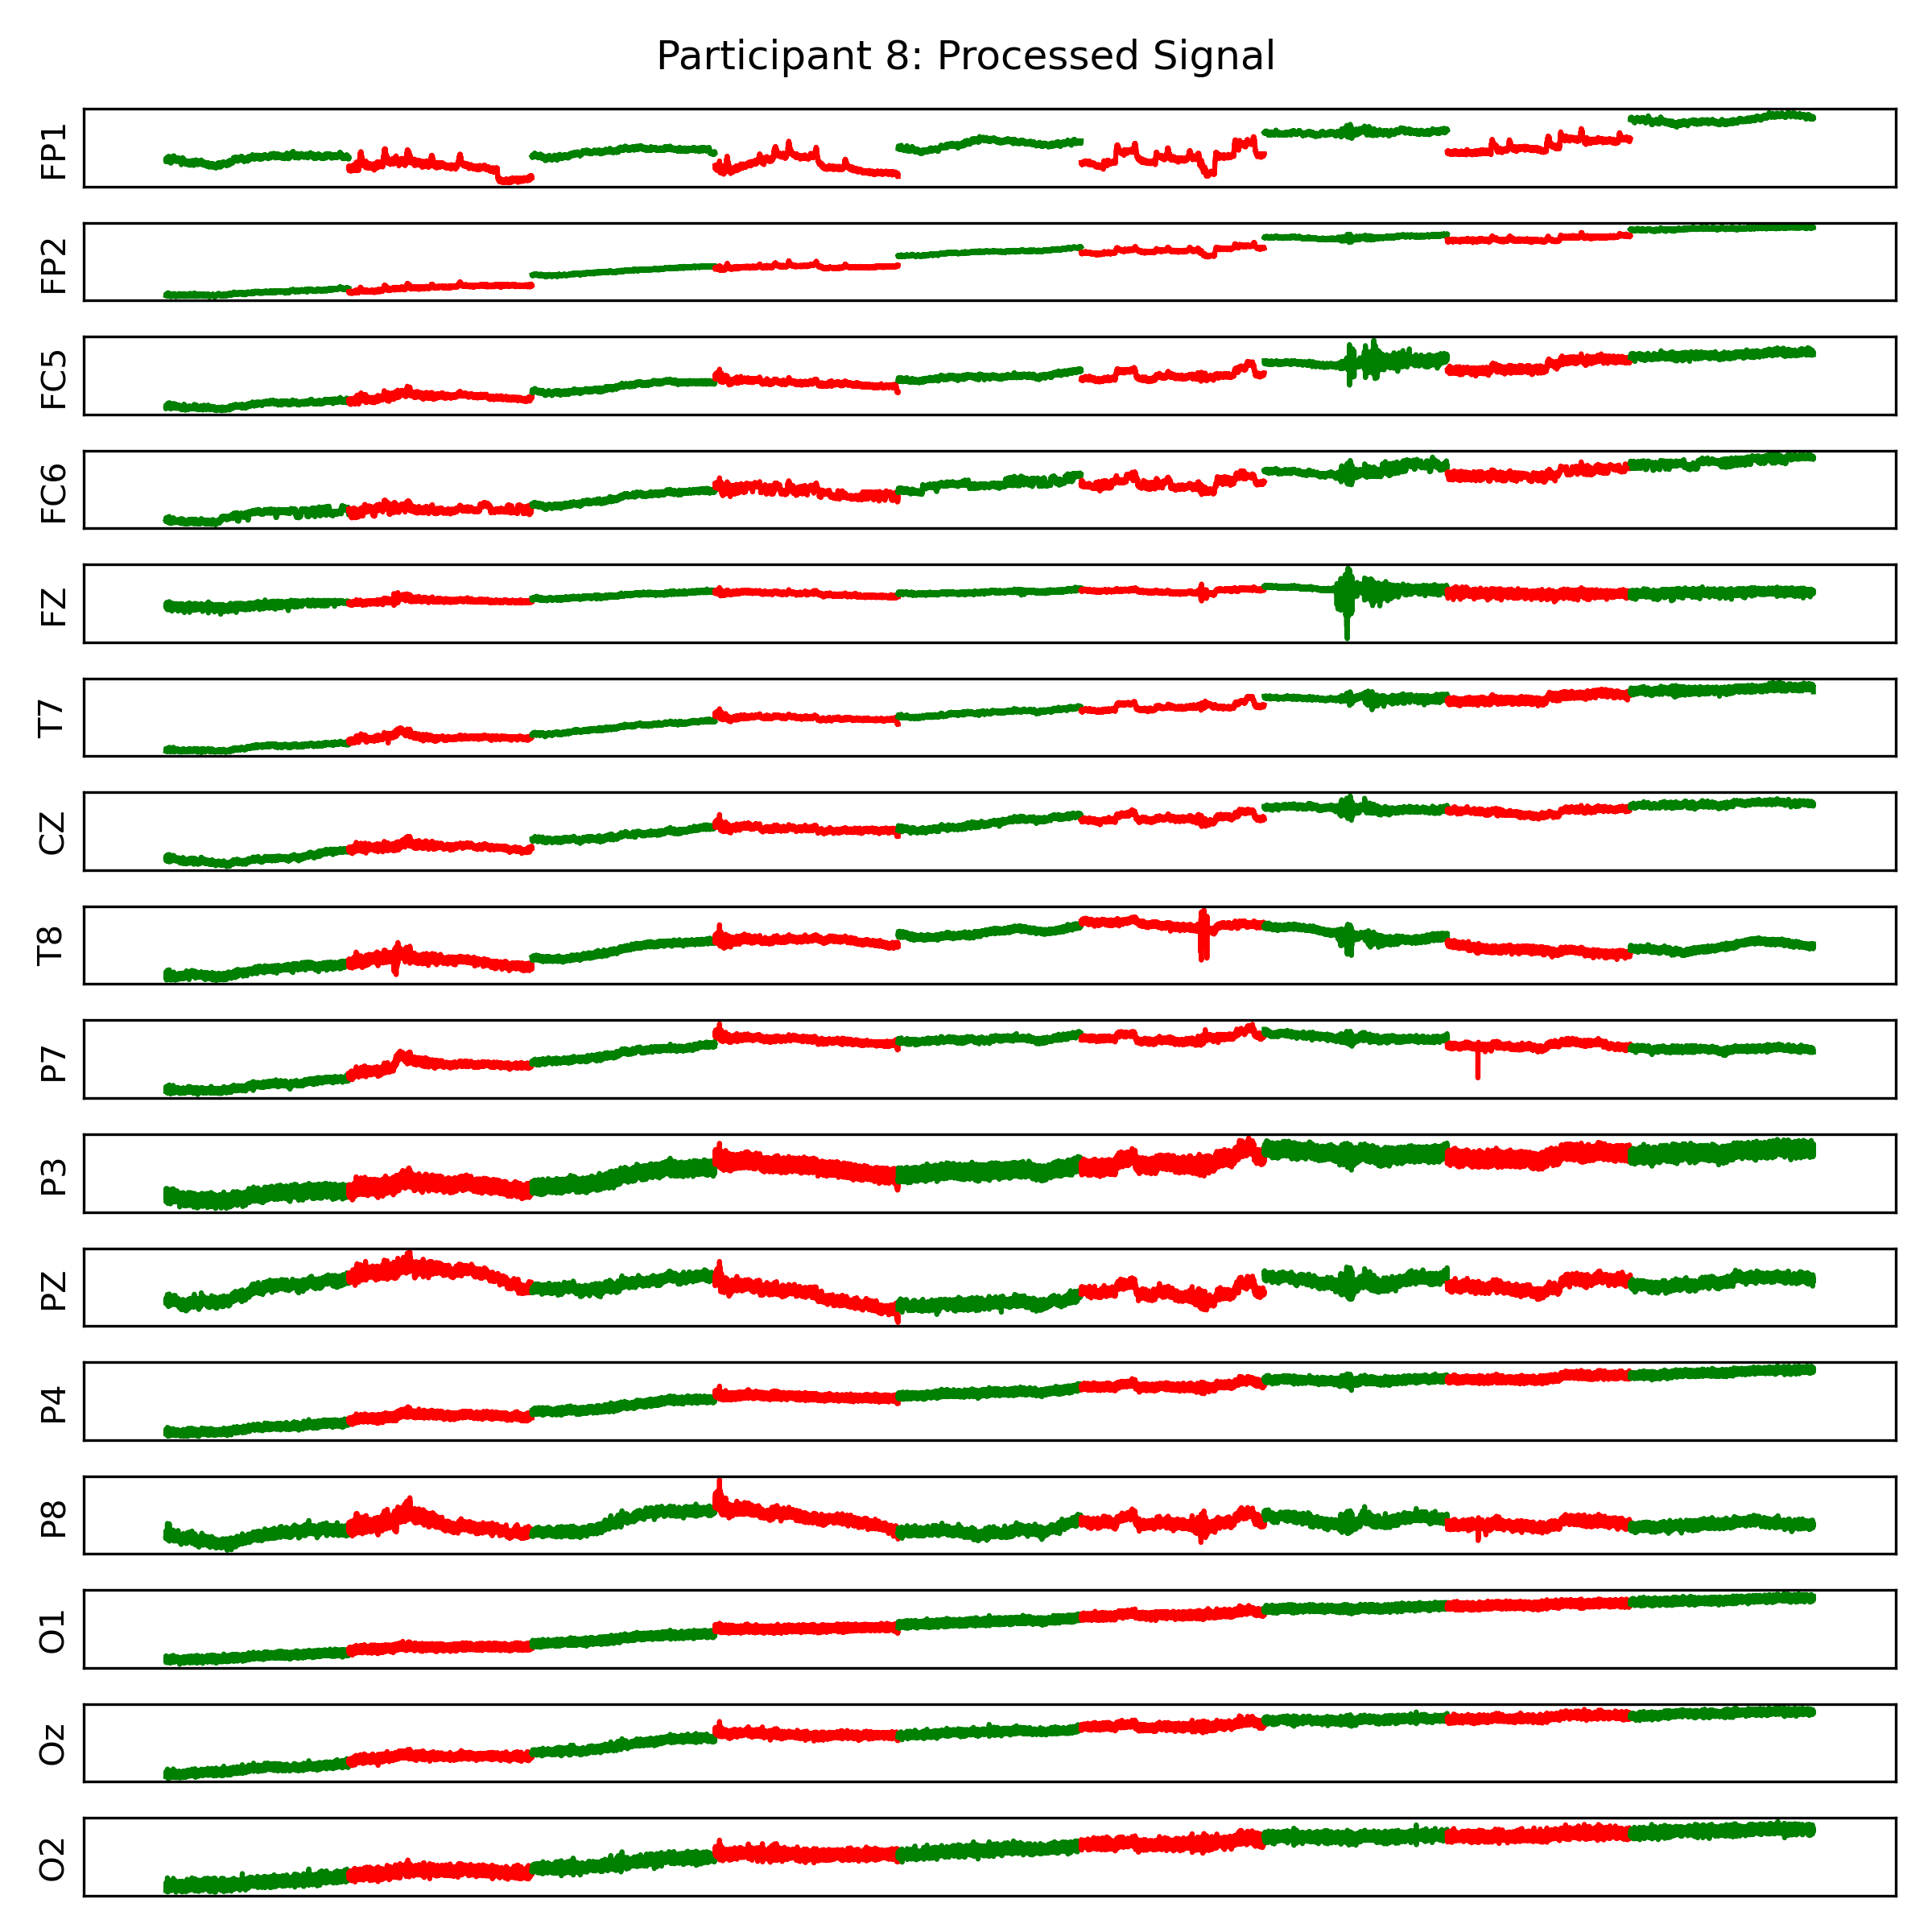 Participant 8: Processed Signal
FP1
FP2
FC5
FC6
FZ
T7
CZ
T8
P7
P3
PZ
P4
P8
O1
Oz
O2